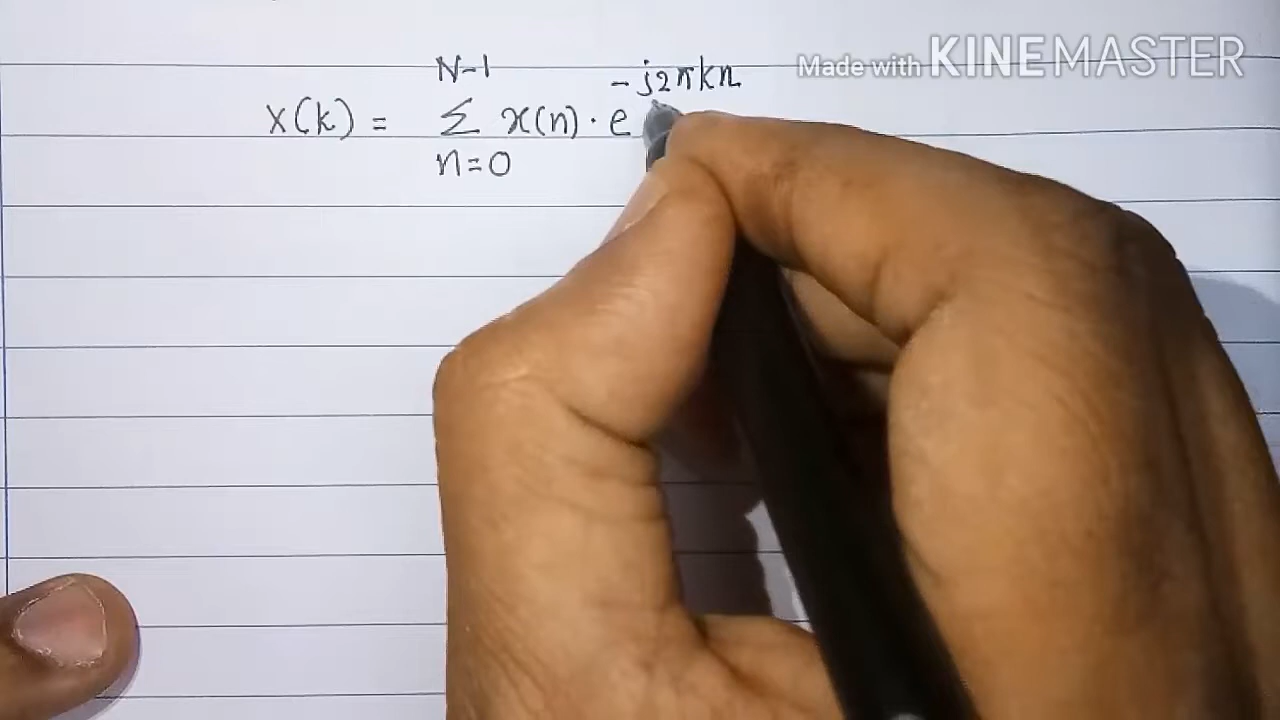 Made with KINEMASTER
N-1
X(k) = Σ x(n) · e -j2πkn
n=0